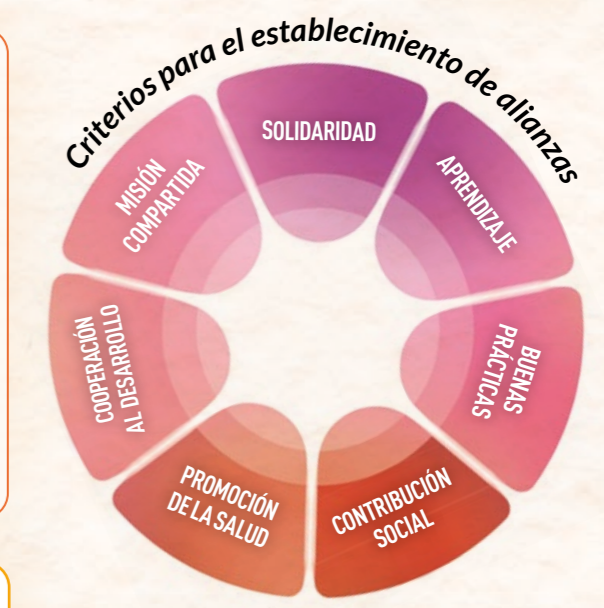 Criterios para el establecimiento de alianzas
SOLIDARIDAD
APRENDIZAJE
BUENAS
PRÁCTICAS
CONTRIBUCIÓN
SOCIAL
PROMOCIÓN
DE LA SALUD
COOPERACIÓN
AL DESARROLLO
MISIÓN
COMPARTIDA